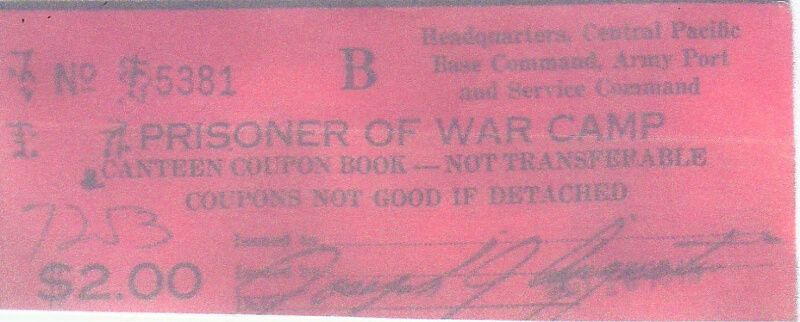 Headquarters, Central Pacific
Base Command, Army Port
and Service Command
No 5381
B
PRISONER OF WAR CAMP
CANTEEN COUPON BOOK — NOT TRANSFERABLE
COUPONS NOT GOOD IF DETACHED
7253
Issued to
$2.00
Joseph J